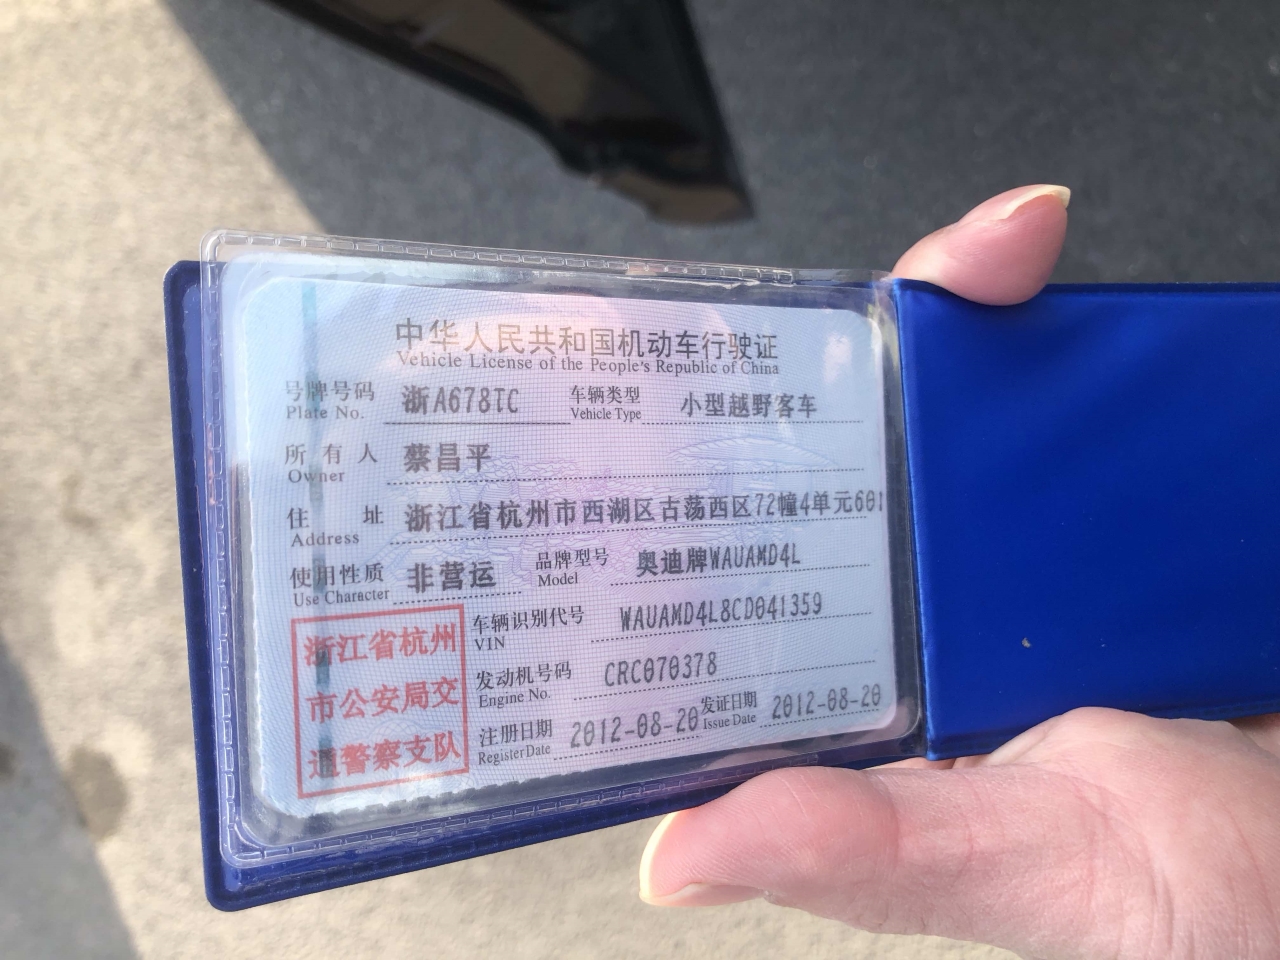 中华人民共和国机动车行驶证
Vehicle License of the People's Republic of China
号牌号码 浙A678TC 车辆类型 小型越野客车
Plate No. Vehicle Type
所有人 蔡昌平
Owner
住址 浙江省杭州市西湖区古荡西区72幢4单元601
Address
使用性质 非营运 品牌型号 奥迪牌WAUAMD4L
Use Character Model
浙江省杭州
市公安局交
通警察支队
车辆识别代号 WAUAMD4L8CD041359
VIN
发动机号码 CRC070378
Engine No.
注册日期 2012-08-20 发证日期 2012-08-20
Register Date Issue Date